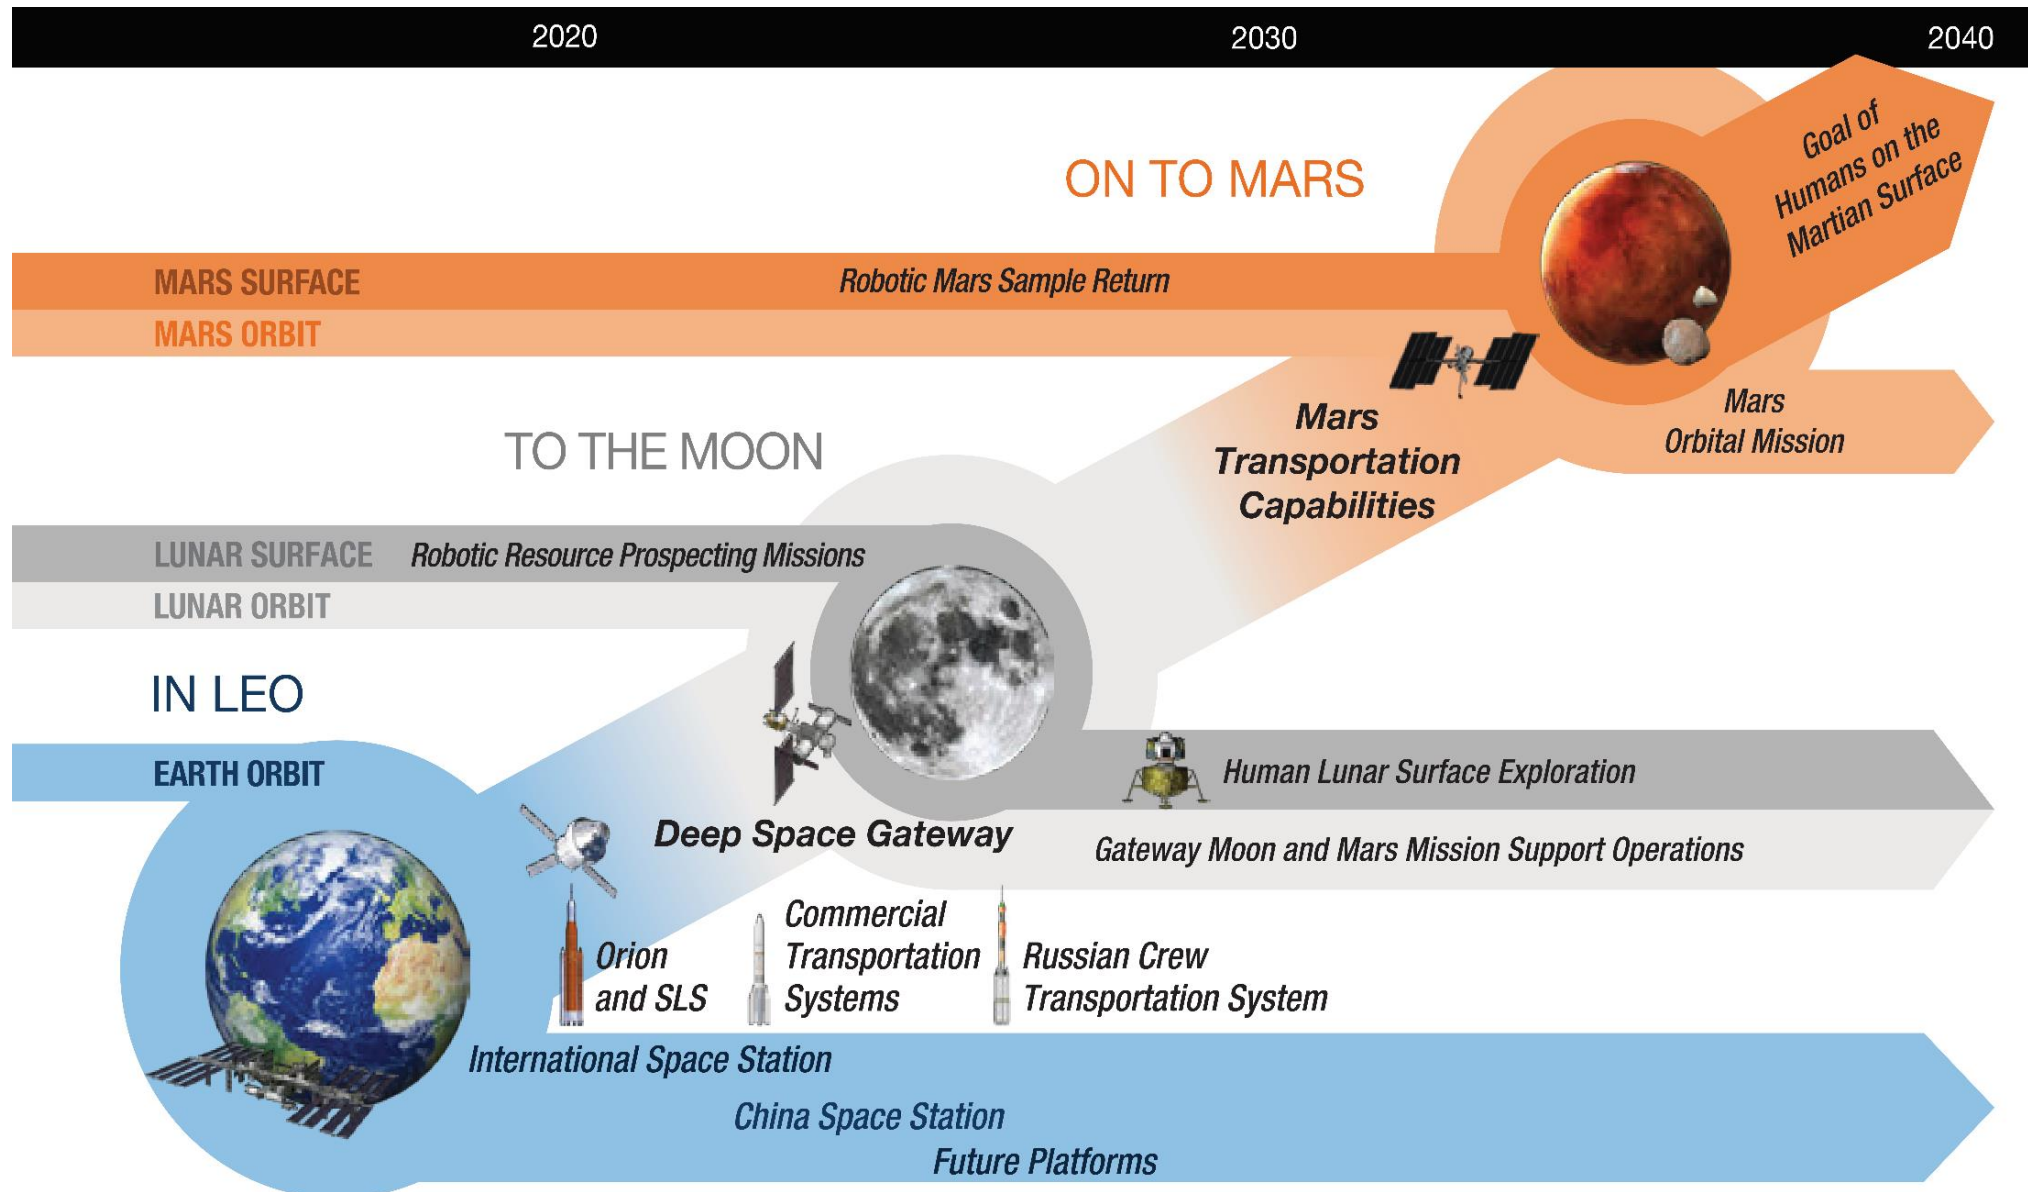 2020 2030 2040
Goal of
Humans on the
Martian Surface
ON TO MARS
MARS SURFACE Robotic Mars Sample Return
MARS ORBIT
Mars
Orbital Mission
Mars
Transportation
Capabilities
TO THE MOON
LUNAR SURFACE Robotic Resource Prospecting Missions
LUNAR ORBIT
IN LEO
EARTH ORBIT
Human Lunar Surface Exploration
Deep Space Gateway
Gateway Moon and Mars Mission Support Operations
Orion
and SLS
Commercial
Transportation
Systems
Russian Crew
Transportation System
International Space Station
China Space Station
Future Platforms